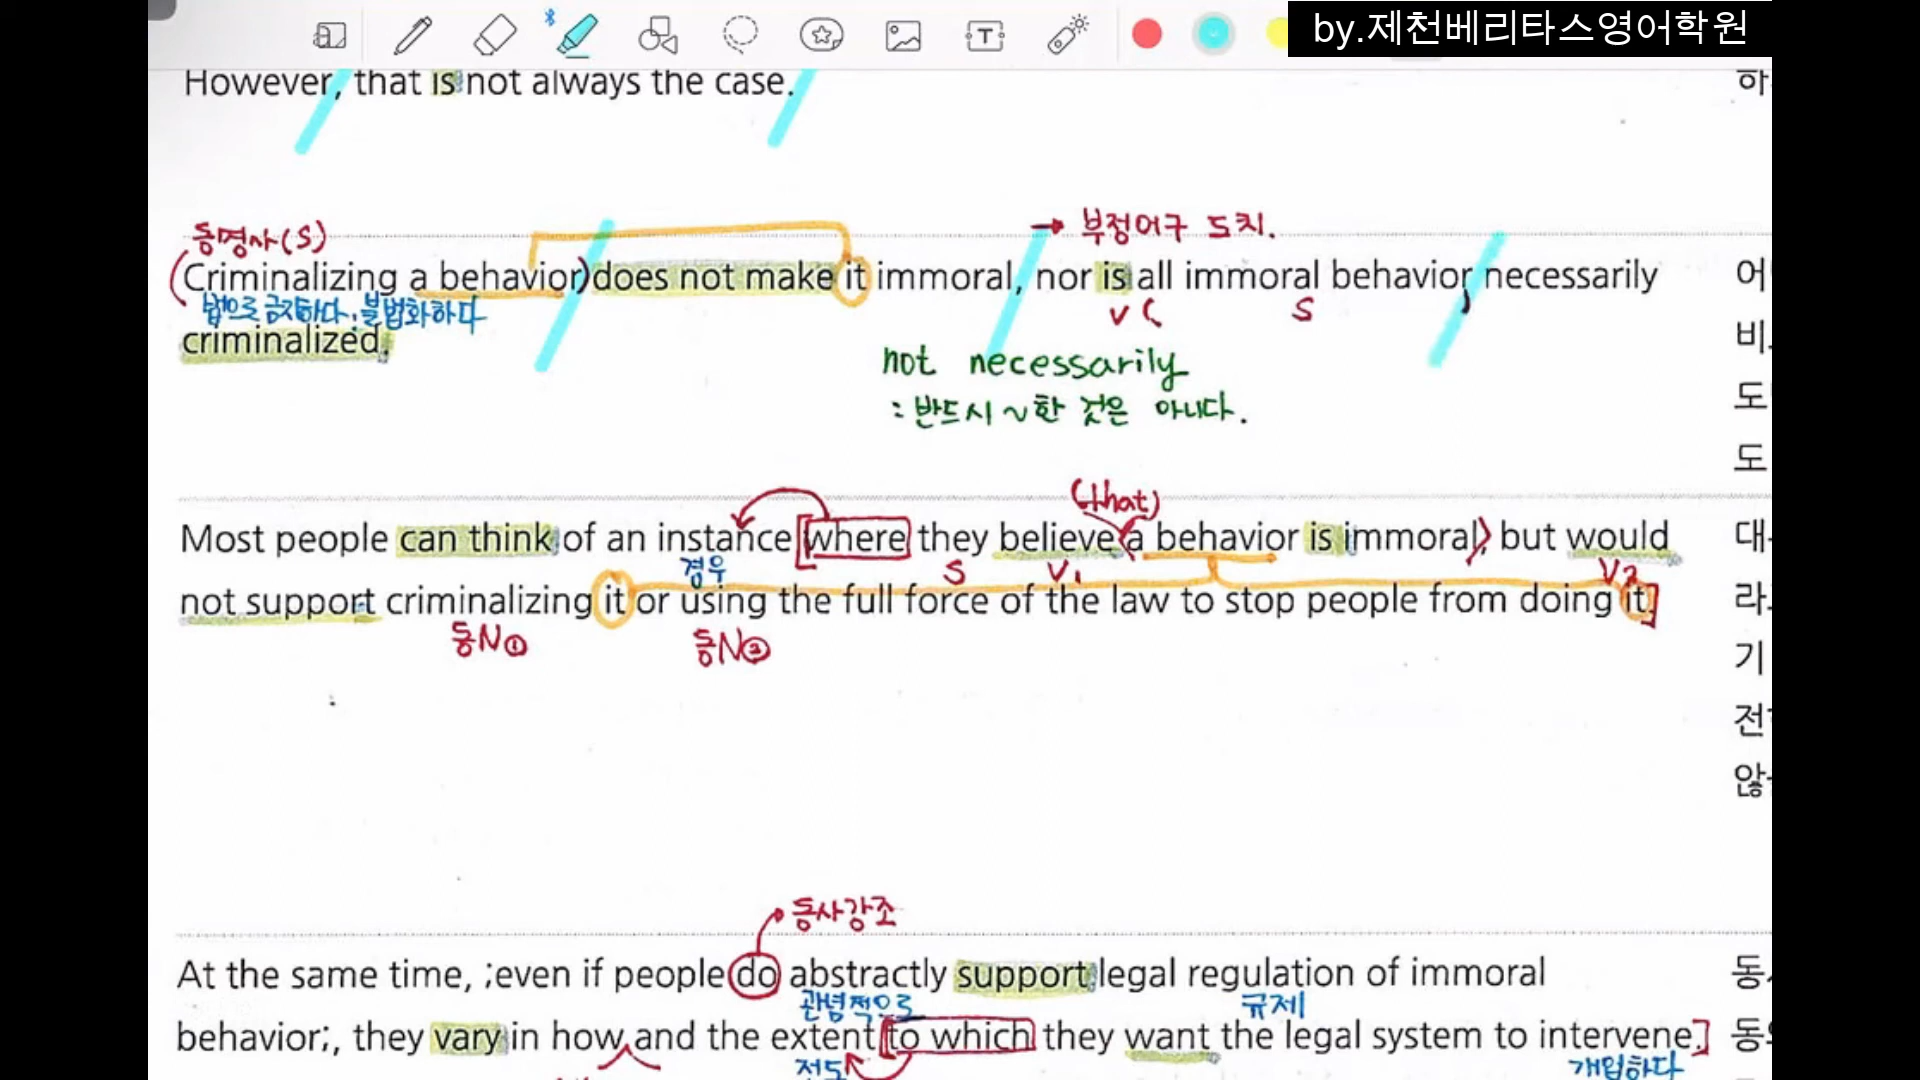 by.제천베리타스영어학원
However, that is not always the case.
하
동명사(S)
→ 부정어구 도치.
(Criminalizing a behavior) does not make it immoral, nor is all immoral behavior, necessarily
어
법으로 금지하다, 불법화하다
V
S
criminalized.
비
not necessarily
: 반드시 ~한 것은 아니다.
도
도
(that)
Most people can think of an instance [where they believe <a behavior is immoral,> but would
대
경우
S
V₁
V₂
not support criminalizing it or using the full force of the law to stop people from doing it.]
라
동N①
동N②
기
전
않
동사강조
At the same time, ;even if people do abstractly support legal regulation of immoral
동
관념적으로
규제
behavior;, they vary in how and the extent [to which they want the legal system to intervene.]
동
정도
개입하다